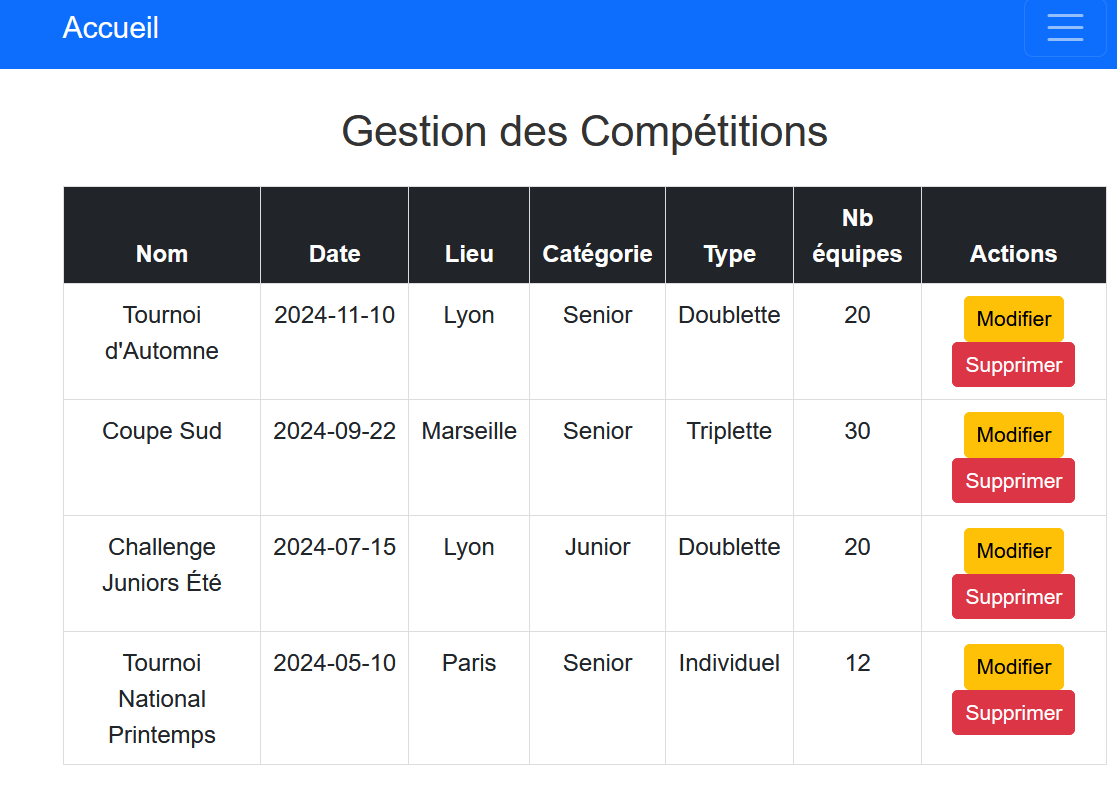 Accueil
Gestion des Compétitions
Nom Date Lieu Catégorie Type Nb équipes Actions
Tournoi d'Automne 2024-11-10 Lyon Senior Doublette 20 Modifier
Supprimer
Coupe Sud 2024-09-22 Marseille Senior Triplette 30 Modifier
Supprimer
Challenge Juniors Été 2024-07-15 Lyon Junior Doublette 20 Modifier
Supprimer
Tournoi National Printemps 2024-05-10 Paris Senior Individuel 12 Modifier
Supprimer